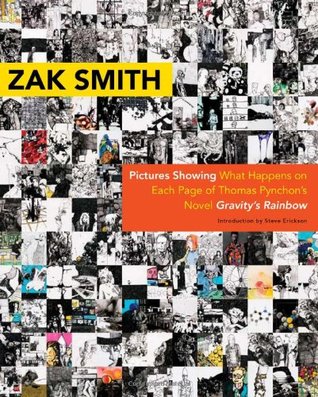 ZAK SMITH
Pictures Showing What Happens on
Each Page of Thomas Pynchon's
Novel Gravity's Rainbow
Introduction by Steve Erickson